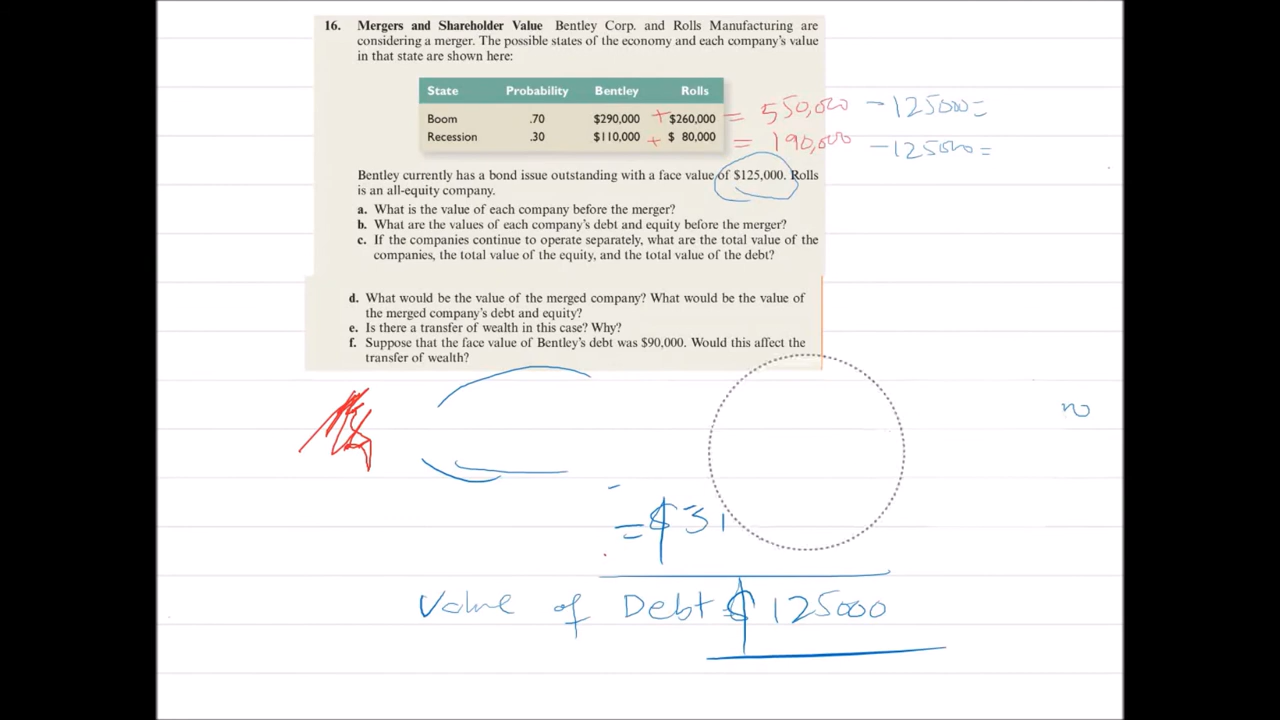 16. Mergers and Shareholder Value Bentley Corp. and Rolls Manufacturing are
considering a merger. The possible states of the economy and each company's value
in that state are shown here:
State Probability Bentley Rolls
Boom .70 $290,000 + $260,000 = 550,000 - 125000=
Recession .30 $110,000 + $ 80,000 = 190,000 - 125000=
Bentley currently has a bond issue outstanding with a face value of $125,000. Rolls
is an all-equity company.
a. What is the value of each company before the merger?
b. What are the values of each company's debt and equity before the merger?
c. If the companies continue to operate separately, what are the total value of the
companies, the total value of the equity, and the total value of the debt?
d. What would be the value of the merged company? What would be the value of
the merged company's debt and equity?
e. Is there a transfer of wealth in this case? Why?
f. Suppose that the face value of Bentley's debt was $90,000. Would this affect the
transfer of wealth?
= $31
Value of Debt = $125000